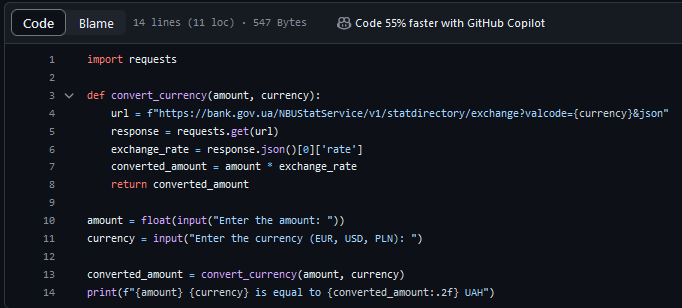 Code Blame 14 lines (11 loc) · 547 Bytes Code 55% faster with GitHub Copilot
1 import requests
2
3 def convert_currency(amount, currency):
4     url = f"https://bank.gov.ua/NBUStatService/v1/statdirectory/exchange?valcode={currency}&json"
5     response = requests.get(url)
6     exchange_rate = response.json()[0]['rate']
7     converted_amount = amount * exchange_rate
8     return converted_amount
9
10 amount = float(input("Enter the amount: "))
11 currency = input("Enter the currency (EUR, USD, PLN): ")
12
13 converted_amount = convert_currency(amount, currency)
14 print(f"{amount} {currency} is equal to {converted_amount:.2f} UAH")